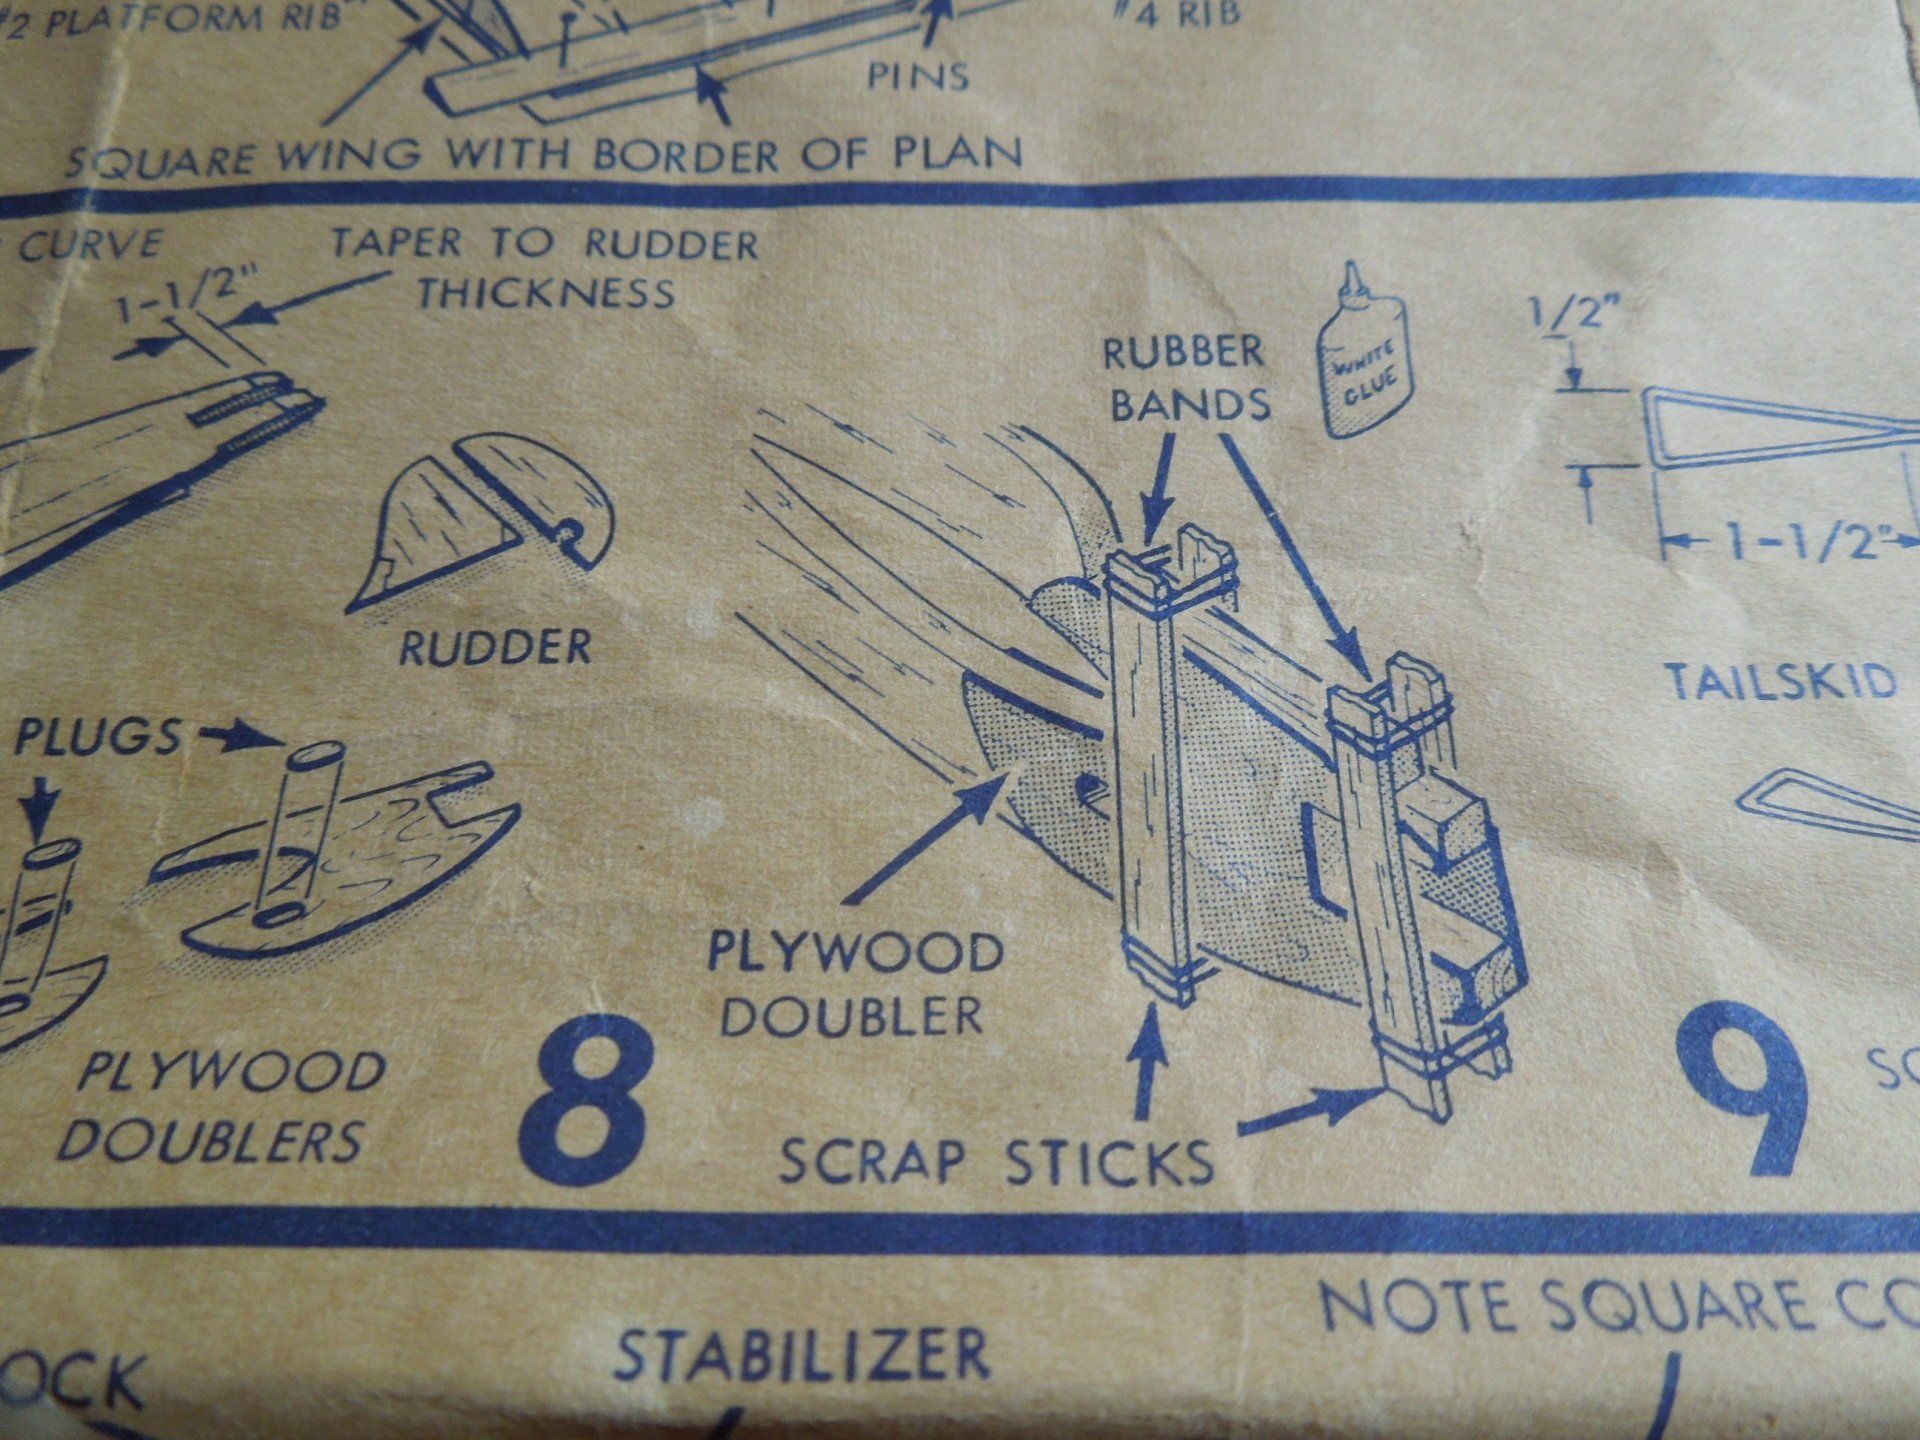 #2 PLATFORM RIB
#4 RIB
PINS
SQUARE WING WITH BORDER OF PLAN
CURVE
TAPER TO RUDDER
THICKNESS
1-1/2"
RUDDER
PLUGS
PLYWOOD
DOUBLERS
8
RUBBER
BANDS
WHITE
GLUE
PLYWOOD
DOUBLER
SCRAP STICKS
1/2"
1-1/2"
TAILSKID
9
STABILIZER
NOTE SQUARE